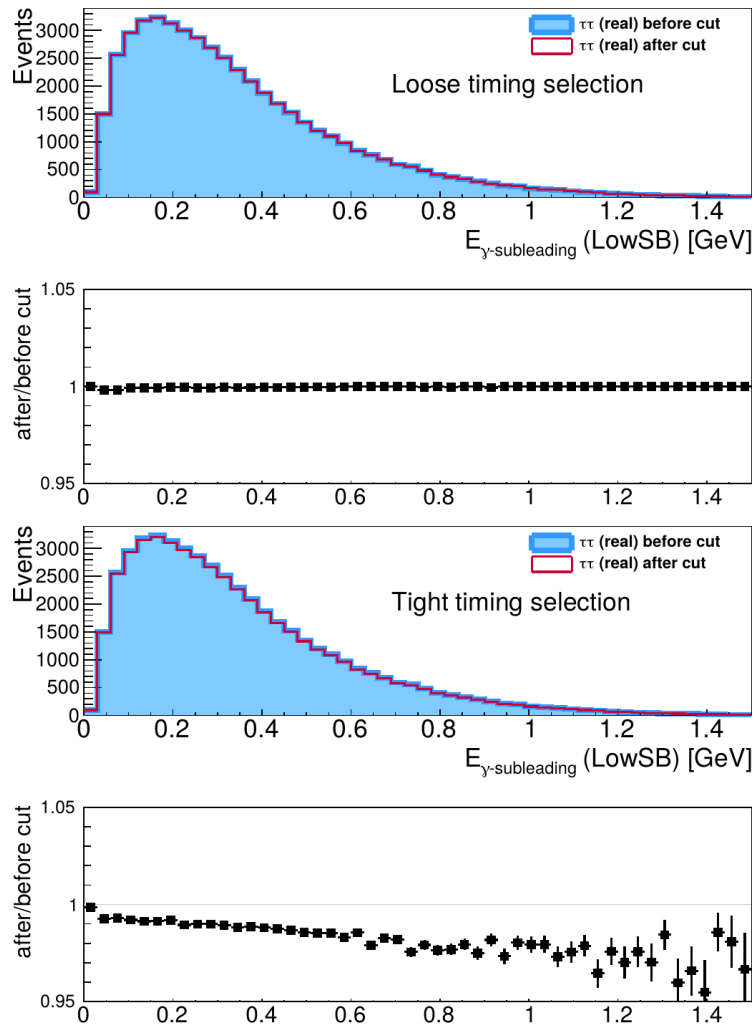 Events
3000
2500
2000
1500
1000
500
0
ττ (real) before cut
ττ (real) after cut
Loose timing selection
0 0.2 0.4 0.6 0.8 1 1.2 1.4
E γ-subleading (LowSB) [GeV]
after/before cut
1.05
1
0.95
0 0.2 0.4 0.6 0.8 1 1.2 1.4
Events
3000
2500
2000
1500
1000
500
0
ττ (real) before cut
ττ (real) after cut
Tight timing selection
0 0.2 0.4 0.6 0.8 1 1.2 1.4
E γ-subleading (LowSB) [GeV]
after/before cut
1.05
1
0.95
0 0.2 0.4 0.6 0.8 1 1.2 1.4